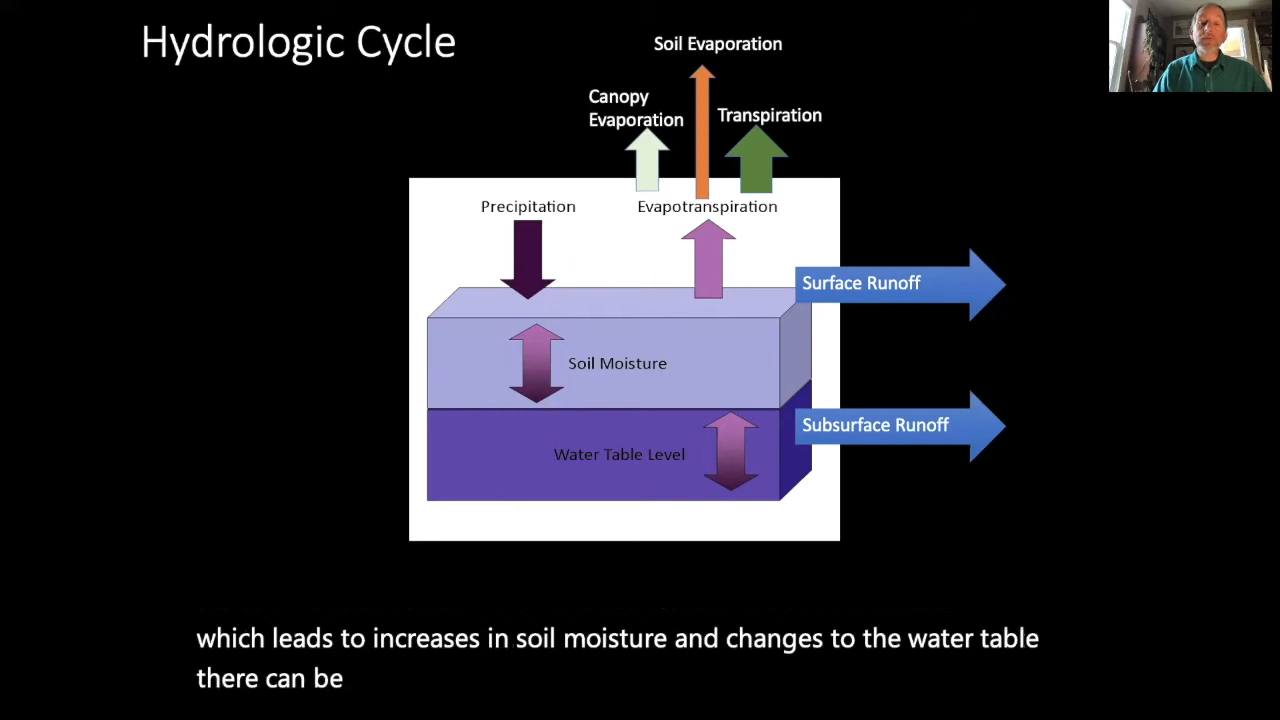 Hydrologic Cycle
Soil Evaporation
Canopy
Evaporation
Transpiration
Precipitation
Evapotranspiration
Surface Runoff
Soil Moisture
Subsurface Runoff
Water Table Level
which leads to increases in soil moisture and changes to the water table
there can be